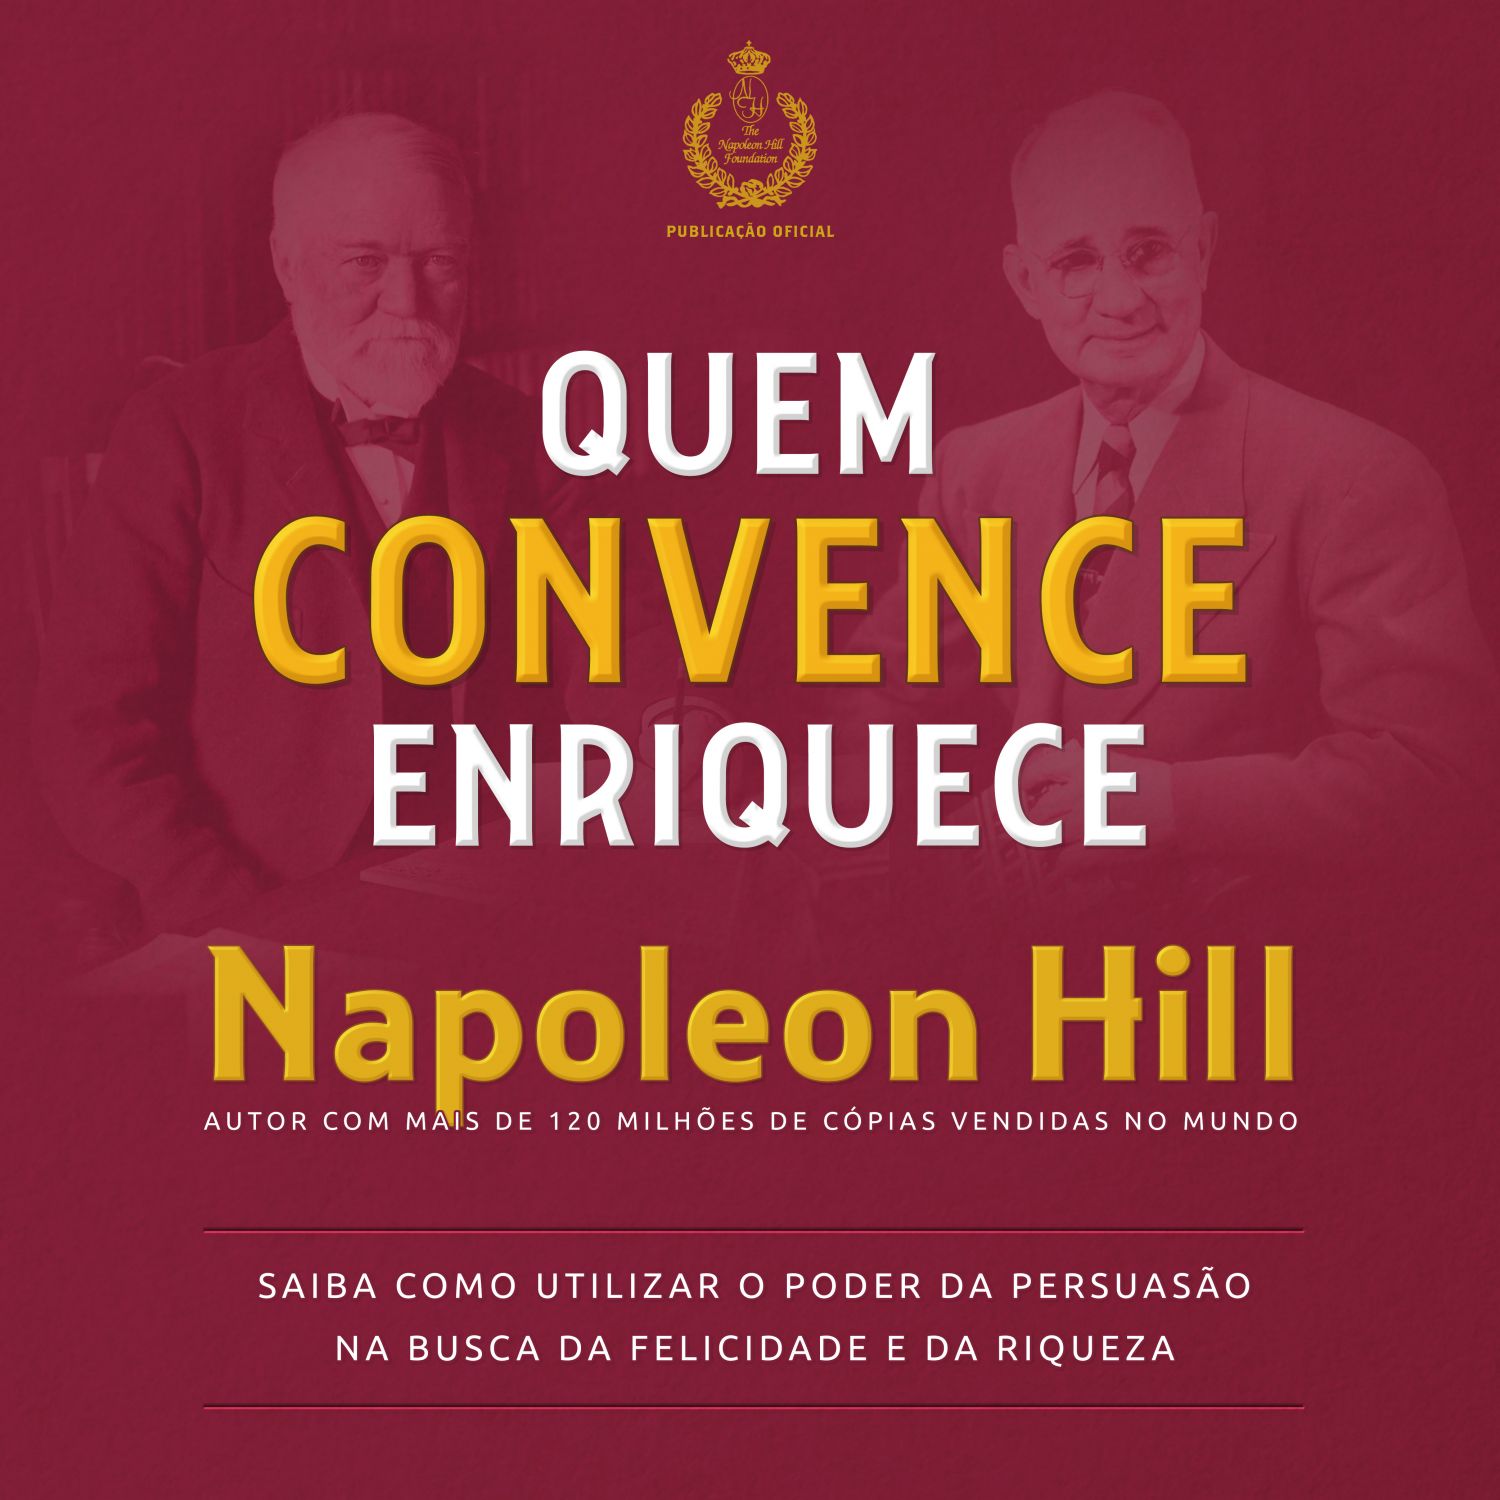 NH
The
Napoleon Hill
Foundation
PUBLICAÇÃO OFICIAL
QUEM
CONVENCE
ENRIQUECE
Napoleon Hill
AUTOR COM MAIS DE 120 MILHÕES DE CÓPIAS VENDIDAS NO MUNDO
SAIBA COMO UTILIZAR O PODER DA PERSUASÃO
NA BUSCA DA FELICIDADE E DA RIQUEZA